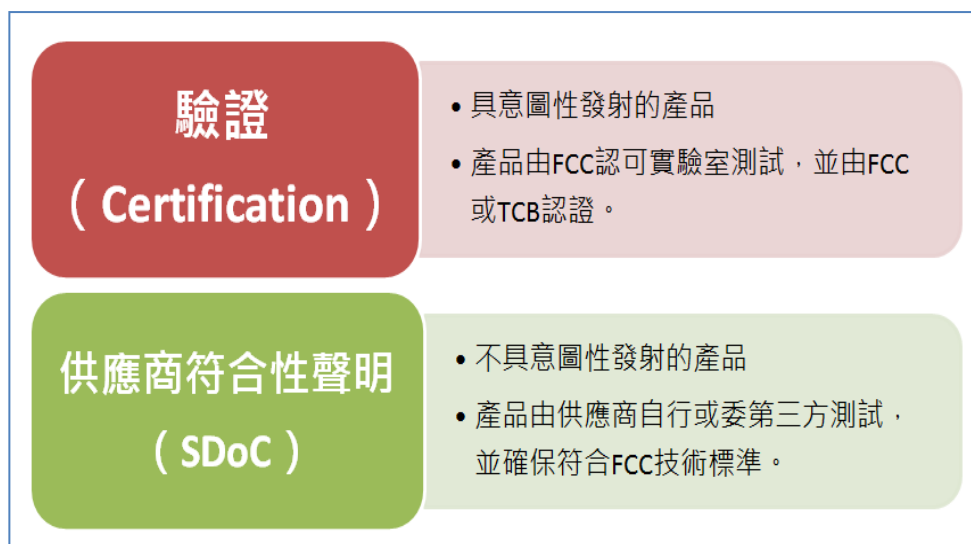 驗證
（Certification）
• 具意圖性發射的產品
• 產品由FCC認可實驗室測試，並由FCC
或TCB認證。
供應商符合性聲明
（SDoC）
• 不具意圖性發射的產品
• 產品由供應商自行或委第三方測試，
並確保符合FCC技術標準。